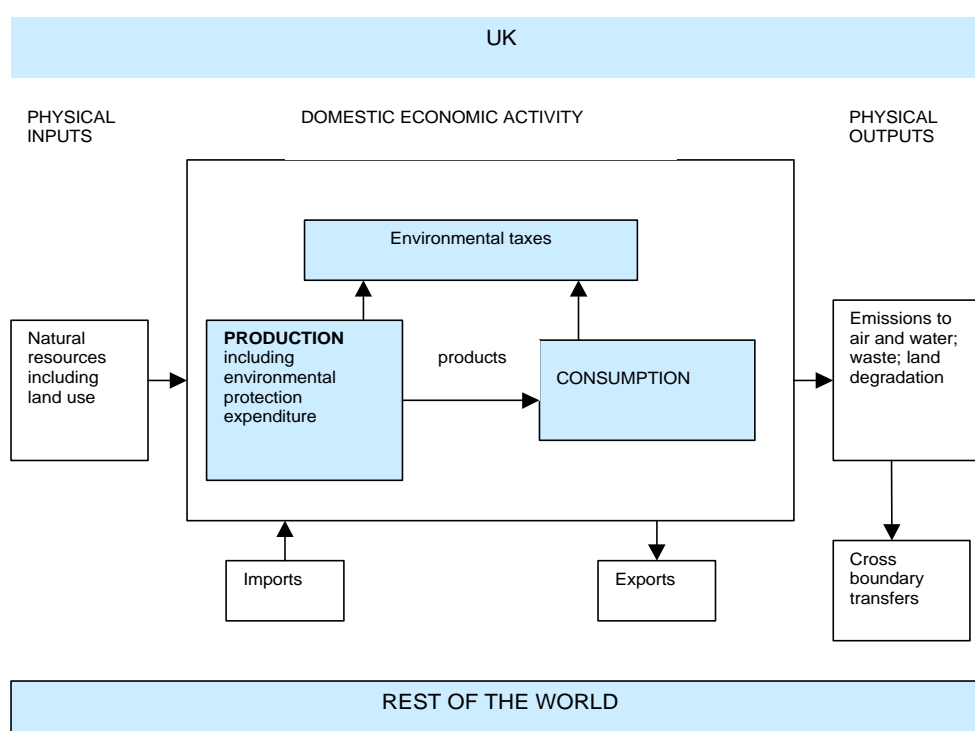 UK
PHYSICAL
INPUTS
DOMESTIC ECONOMIC ACTIVITY
PHYSICAL
OUTPUTS
Environmental taxes
Natural
resources
including
land use
PRODUCTION
including
environmental
protection
expenditure
products
CONSUMPTION
Emissions to
air and water;
waste; land
degradation
Imports
Exports
Cross
boundary
transfers
REST OF THE WORLD